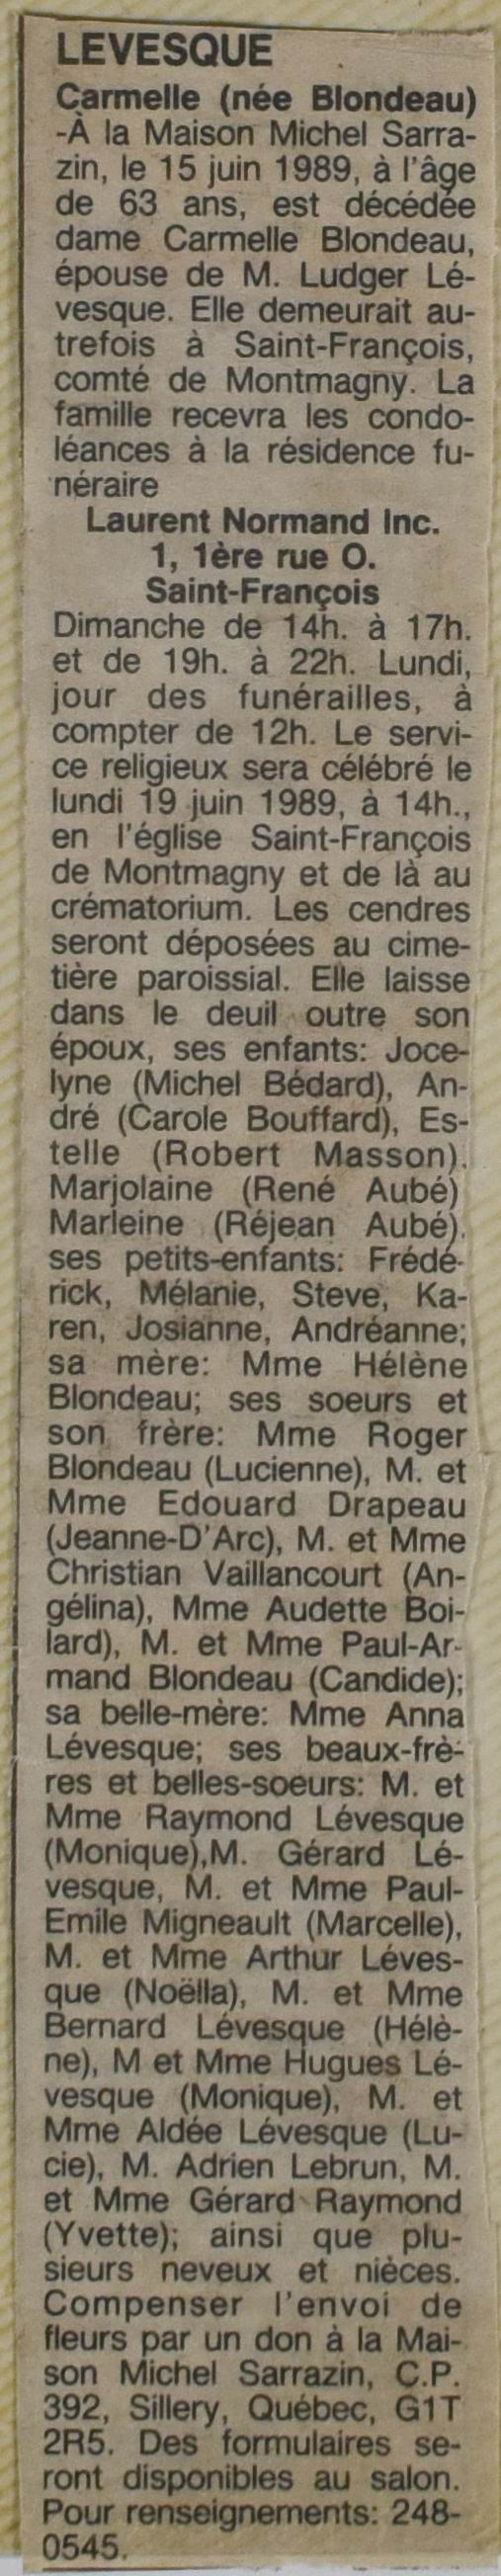 LEVESQUE
Carmelle (née Blondeau)
-À la Maison Michel Sarra-
zin, le 15 juin 1989, à l'âge
de 63 ans, est décédée
dame Carmelle Blondeau,
épouse de M. Ludger Lé-
vesque. Elle demeurait au-
trefois à Saint-François,
comté de Montmagny. La
famille recevra les condo-
léances à la résidence fu-
néraire
Laurent Normand Inc.
1, 1ère rue O.
Saint-François
Dimanche de 14h. à 17h.
et de 19h. à 22h. Lundi,
jour des funérailles, à
compter de 12h. Le servi-
ce religieux sera célébré le
lundi 19 juin 1989, à 14h.,
en l'église Saint-François
de Montmagny et de là au
crématorium. Les cendres
seront déposées au cime-
tière paroissial. Elle laisse
dans le deuil outre son
époux, ses enfants: Joce-
lyne (Michel Bédard), An-
dré (Carole Bouffard), Es-
telle (Robert Masson),
Marjolaine (René Aubé)
Marleine (Réjean Aubé),
ses petits-enfants: Frédé-
rick, Mélanie, Steve, Ka-
ren, Josianne, Andréanne;
sa mère: Mme Hélène
Blondeau; ses soeurs et
son frère: Mme Roger
Blondeau (Lucienne), M. et
Mme Edouard Drapeau
(Jeanne-D'Arc), M. et Mme
Christian Vaillancourt (An-
gélina), Mme Audette Boi-
lard), M. et Mme Paul-Ar-
mand Blondeau (Candide);
sa belle-mère: Mme Anna
Lévesque; ses beaux-frè-
res et belles-soeurs: M. et
Mme Raymond Lévesque
(Monique),M. Gérard Lé-
vesque, M. et Mme Paul-
Emile Migneault (Marcelle),
M. et Mme Arthur Léves-
que (Noëlla), M. et Mme
Bernard Lévesque (Hélè-
ne), M et Mme Hugues Lé-
vesque (Monique), M. et
Mme Aldée Lévesque (Lu-
cie), M. Adrien Lebrun, M.
et Mme Gérard Raymond
(Yvette); ainsi que plu-
sieurs neveux et nièces.
Compenser l'envoi de
fleurs par un don à la Mai-
son Michel Sarrazin, C.P.
392, Sillery, Québec, G1T
2R5. Des formulaires se-
ront disponibles au salon.
Pour renseignements: 248-
0545.